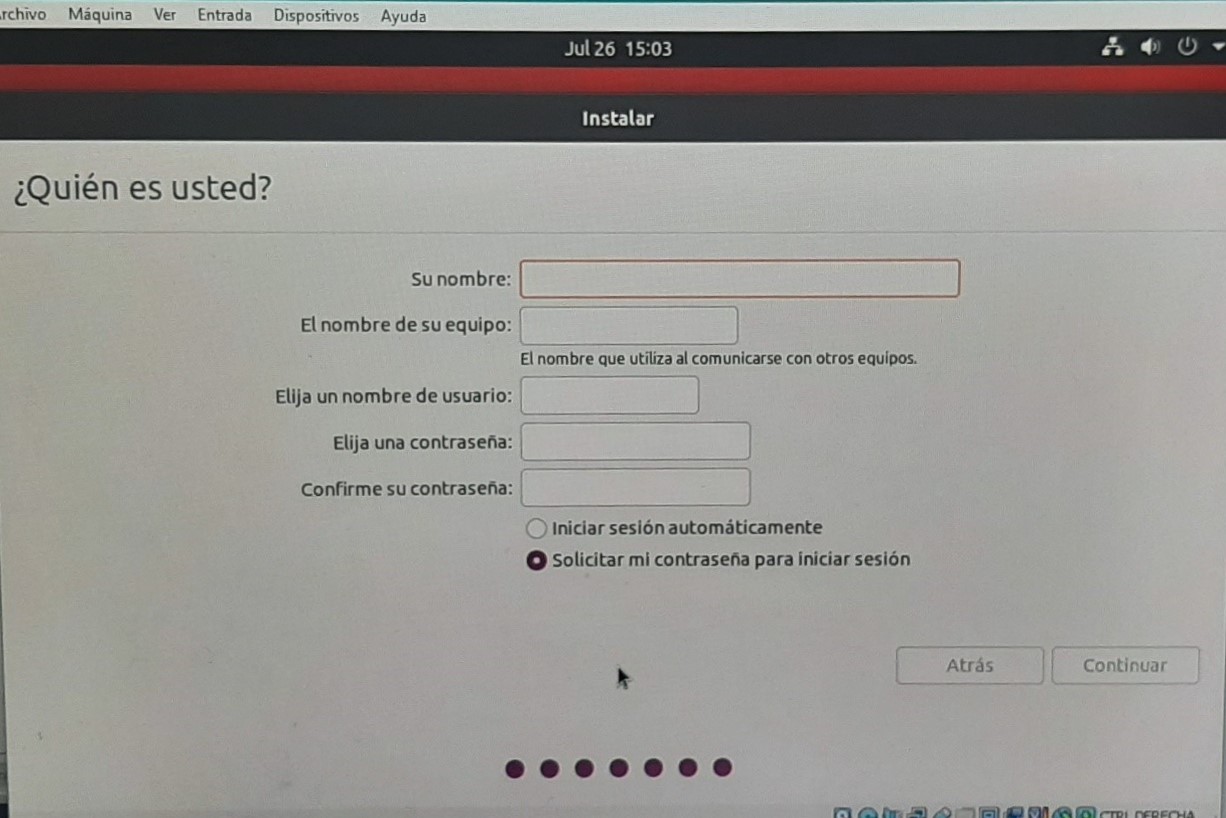 Máquina Ver Entrada Dispositivos Ayuda
Jul 26 15:03
Instalar
¿Quién es usted?
Su nombre:
El nombre de su equipo:
El nombre que utiliza al comunicarse con otros equipos.
Elija un nombre de usuario:
Elija una contraseña:
Confirme su contraseña:
Iniciar sesión automáticamente
Solicitar mi contraseña para iniciar sesión
Atrás Continuar
CTRL DERECHA